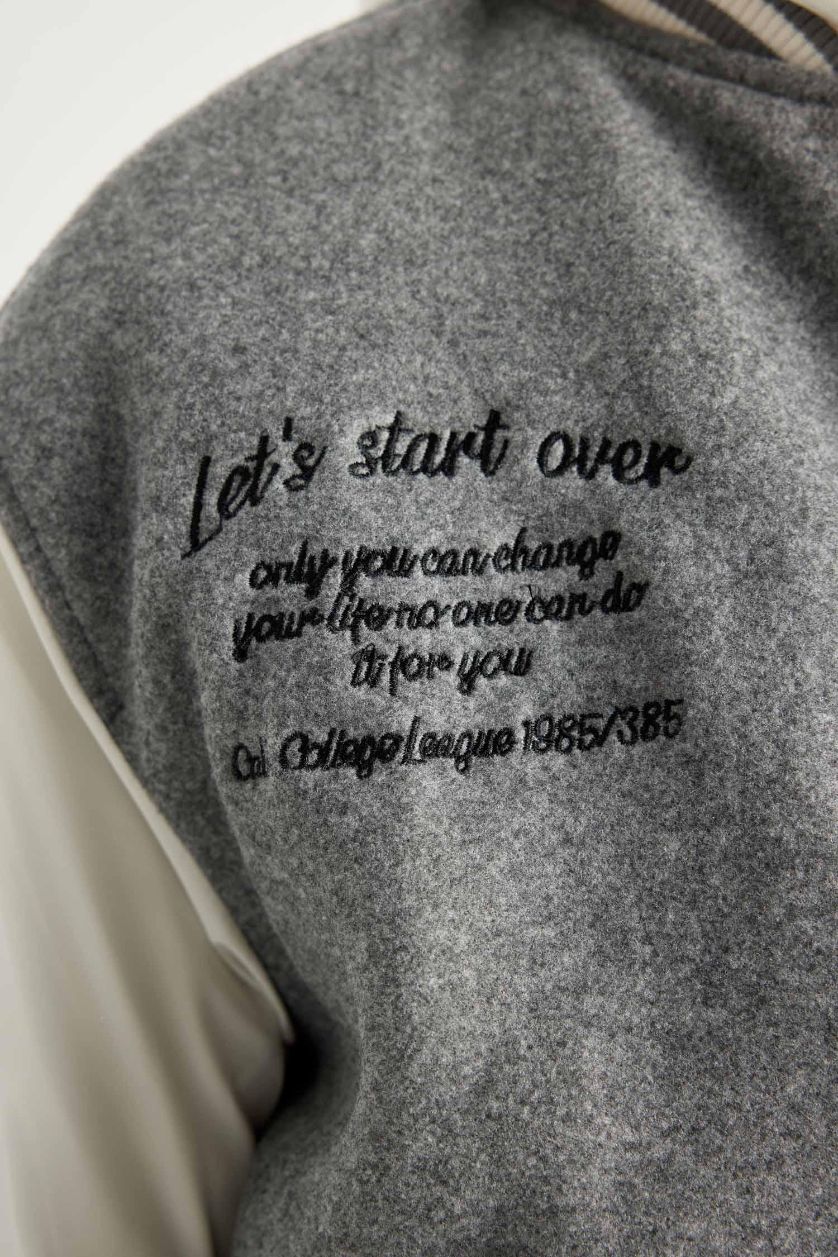 Let's start over
only you can change
your life no one can do
it for you
College League 1985/385